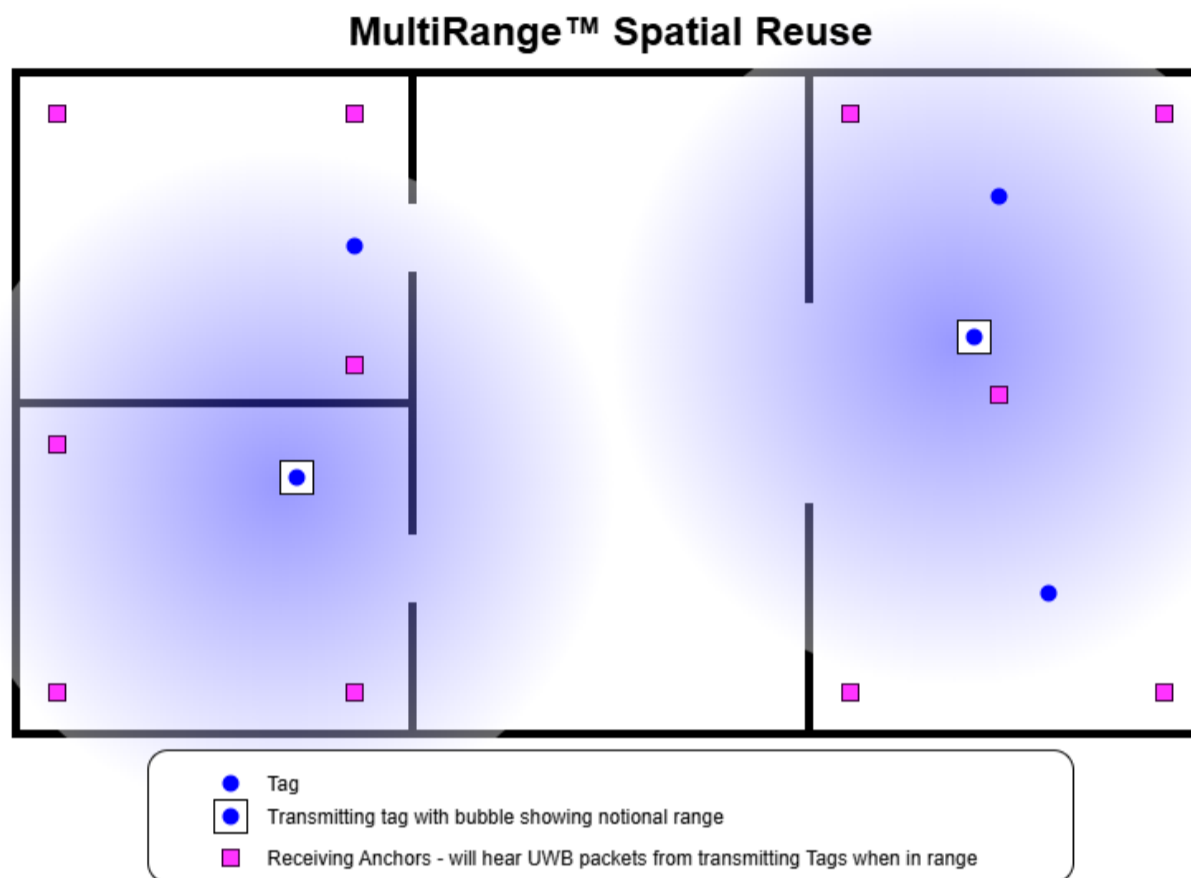 MultiRange™ Spatial Reuse
Tag
Transmitting tag with bubble showing notional range
Receiving Anchors - will hear UWB packets from transmitting Tags when in range